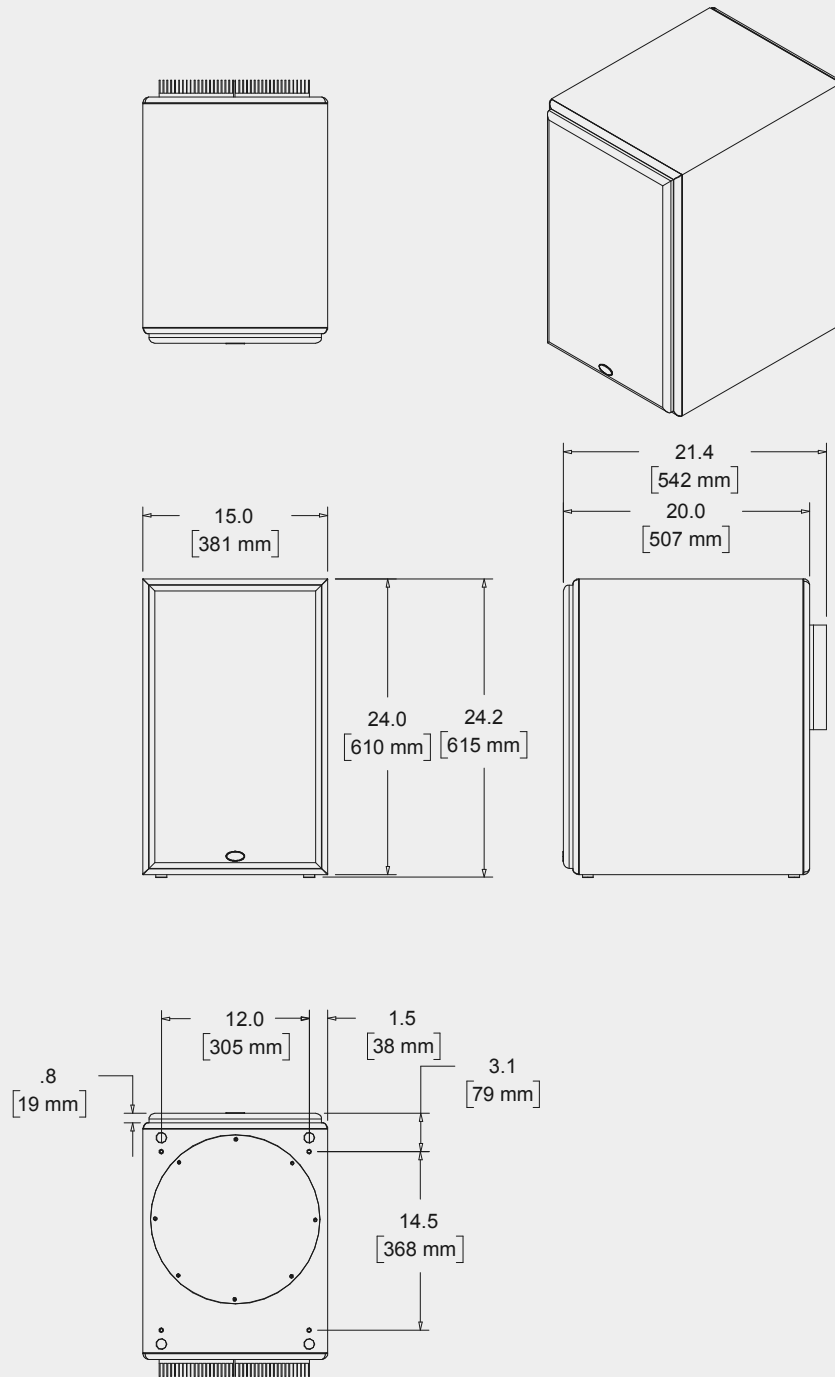 21.4
[542 mm]
20.0
[507 mm]
15.0
[381 mm]
24.0
[610 mm]
24.2
[615 mm]
12.0
[305 mm]
1.5
[38 mm]
3.1
[79 mm]
.8
[19 mm]
14.5
[368 mm]